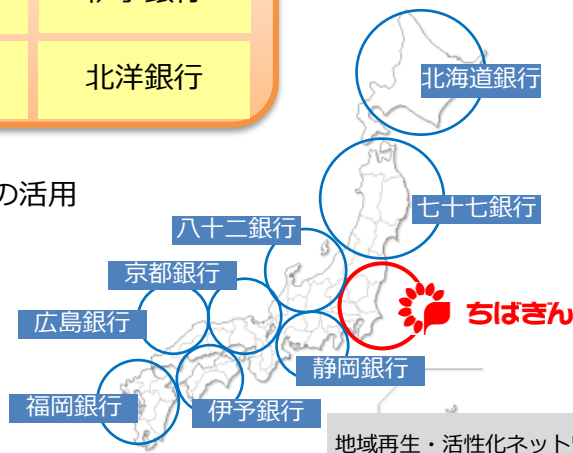 北洋銀行
の活用
北海道銀行
七十七銀行
八十二銀行
京都銀行
広島銀行
ちばぎん
静岡銀行
福岡銀行
伊予銀行
地域再生・活性化ネット